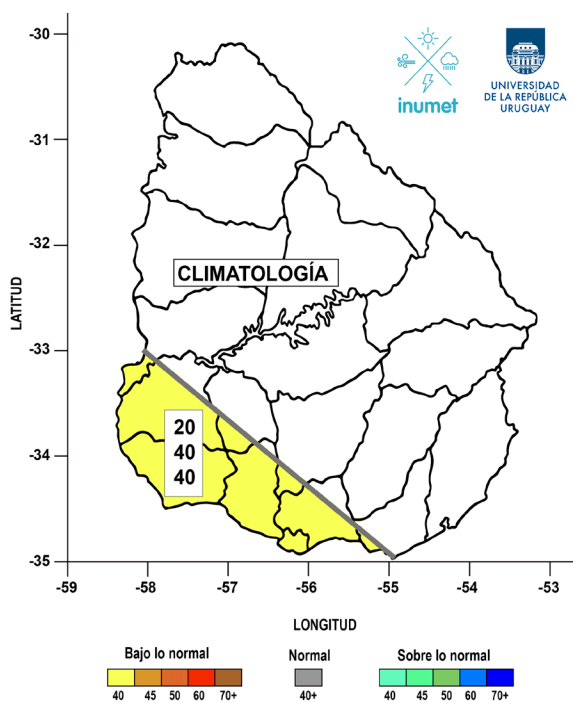 -30
inumet
UNIVERSIDAD
DE LA REPÚBLICA
URUGUAY
-31
-32
CLIMATOLOGÍA
LATITUD
-33
20
40
40
-34
-35
-59 -58 -57 -56 -55 -54 -53
LONGITUD
Bajo lo normal Normal Sobre lo normal
40 45 50 60 70+ 40+ 40 45 50 60 70+